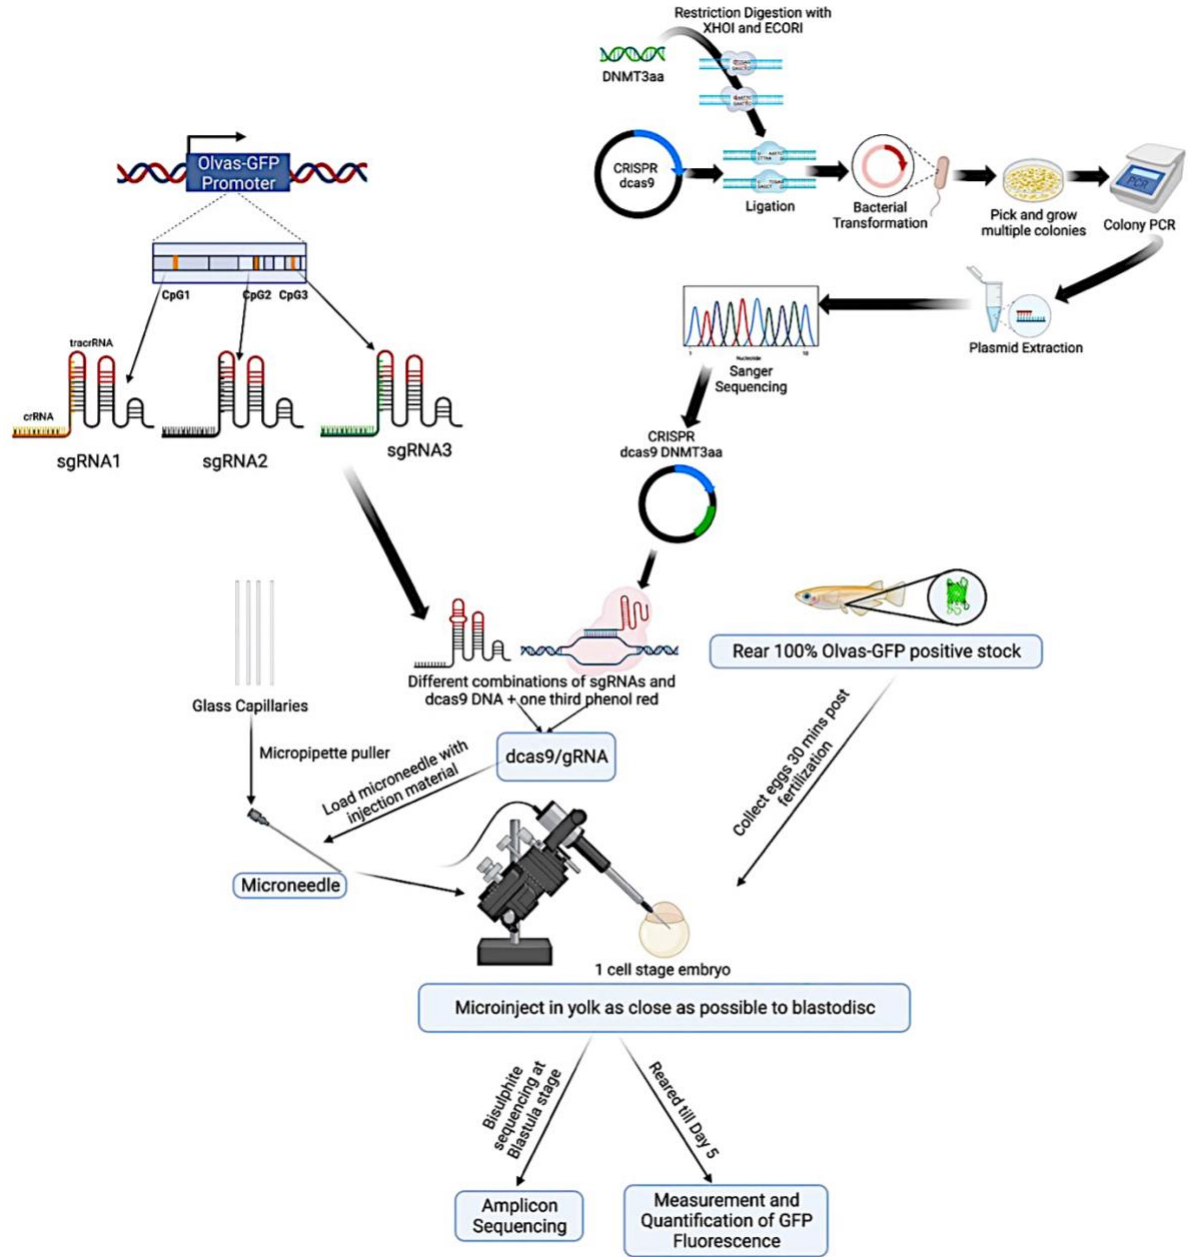 Restriction Digestion with
XHOI and ECORI
DNMT3aa
CRISPR
dcas9
Ligation
Bacterial
Transformation
Pick and grow
multiple colonies
PCR
Colony PCR
Plasmid Extraction
1
Nucleotide
10
Sanger
Sequencing
CRISPR
dcas9 DNMT3aa
Olvas-GFP
Promoter
CpG1
CpG2
CpG3
tracrRNA
crRNA
sgRNA1
sgRNA2
sgRNA3
Different combinations of sgRNAs and
dcas9 DNA + one third phenol red
dcas9/gRNA
Glass Capillaries
Micropipette puller
Load microneedle with
injection material
Microneedle
Rear 100% Olvas-GFP positive stock
Collect eggs 30 mins post
fertilization
1 cell stage embryo
Microinject in yolk as close as possible to blastodisc
Bisulphite
sequencing at
Blastula stage
Reared till Day 5
Amplicon
Sequencing
Measurement and
Quantification of GFP
Fluorescence